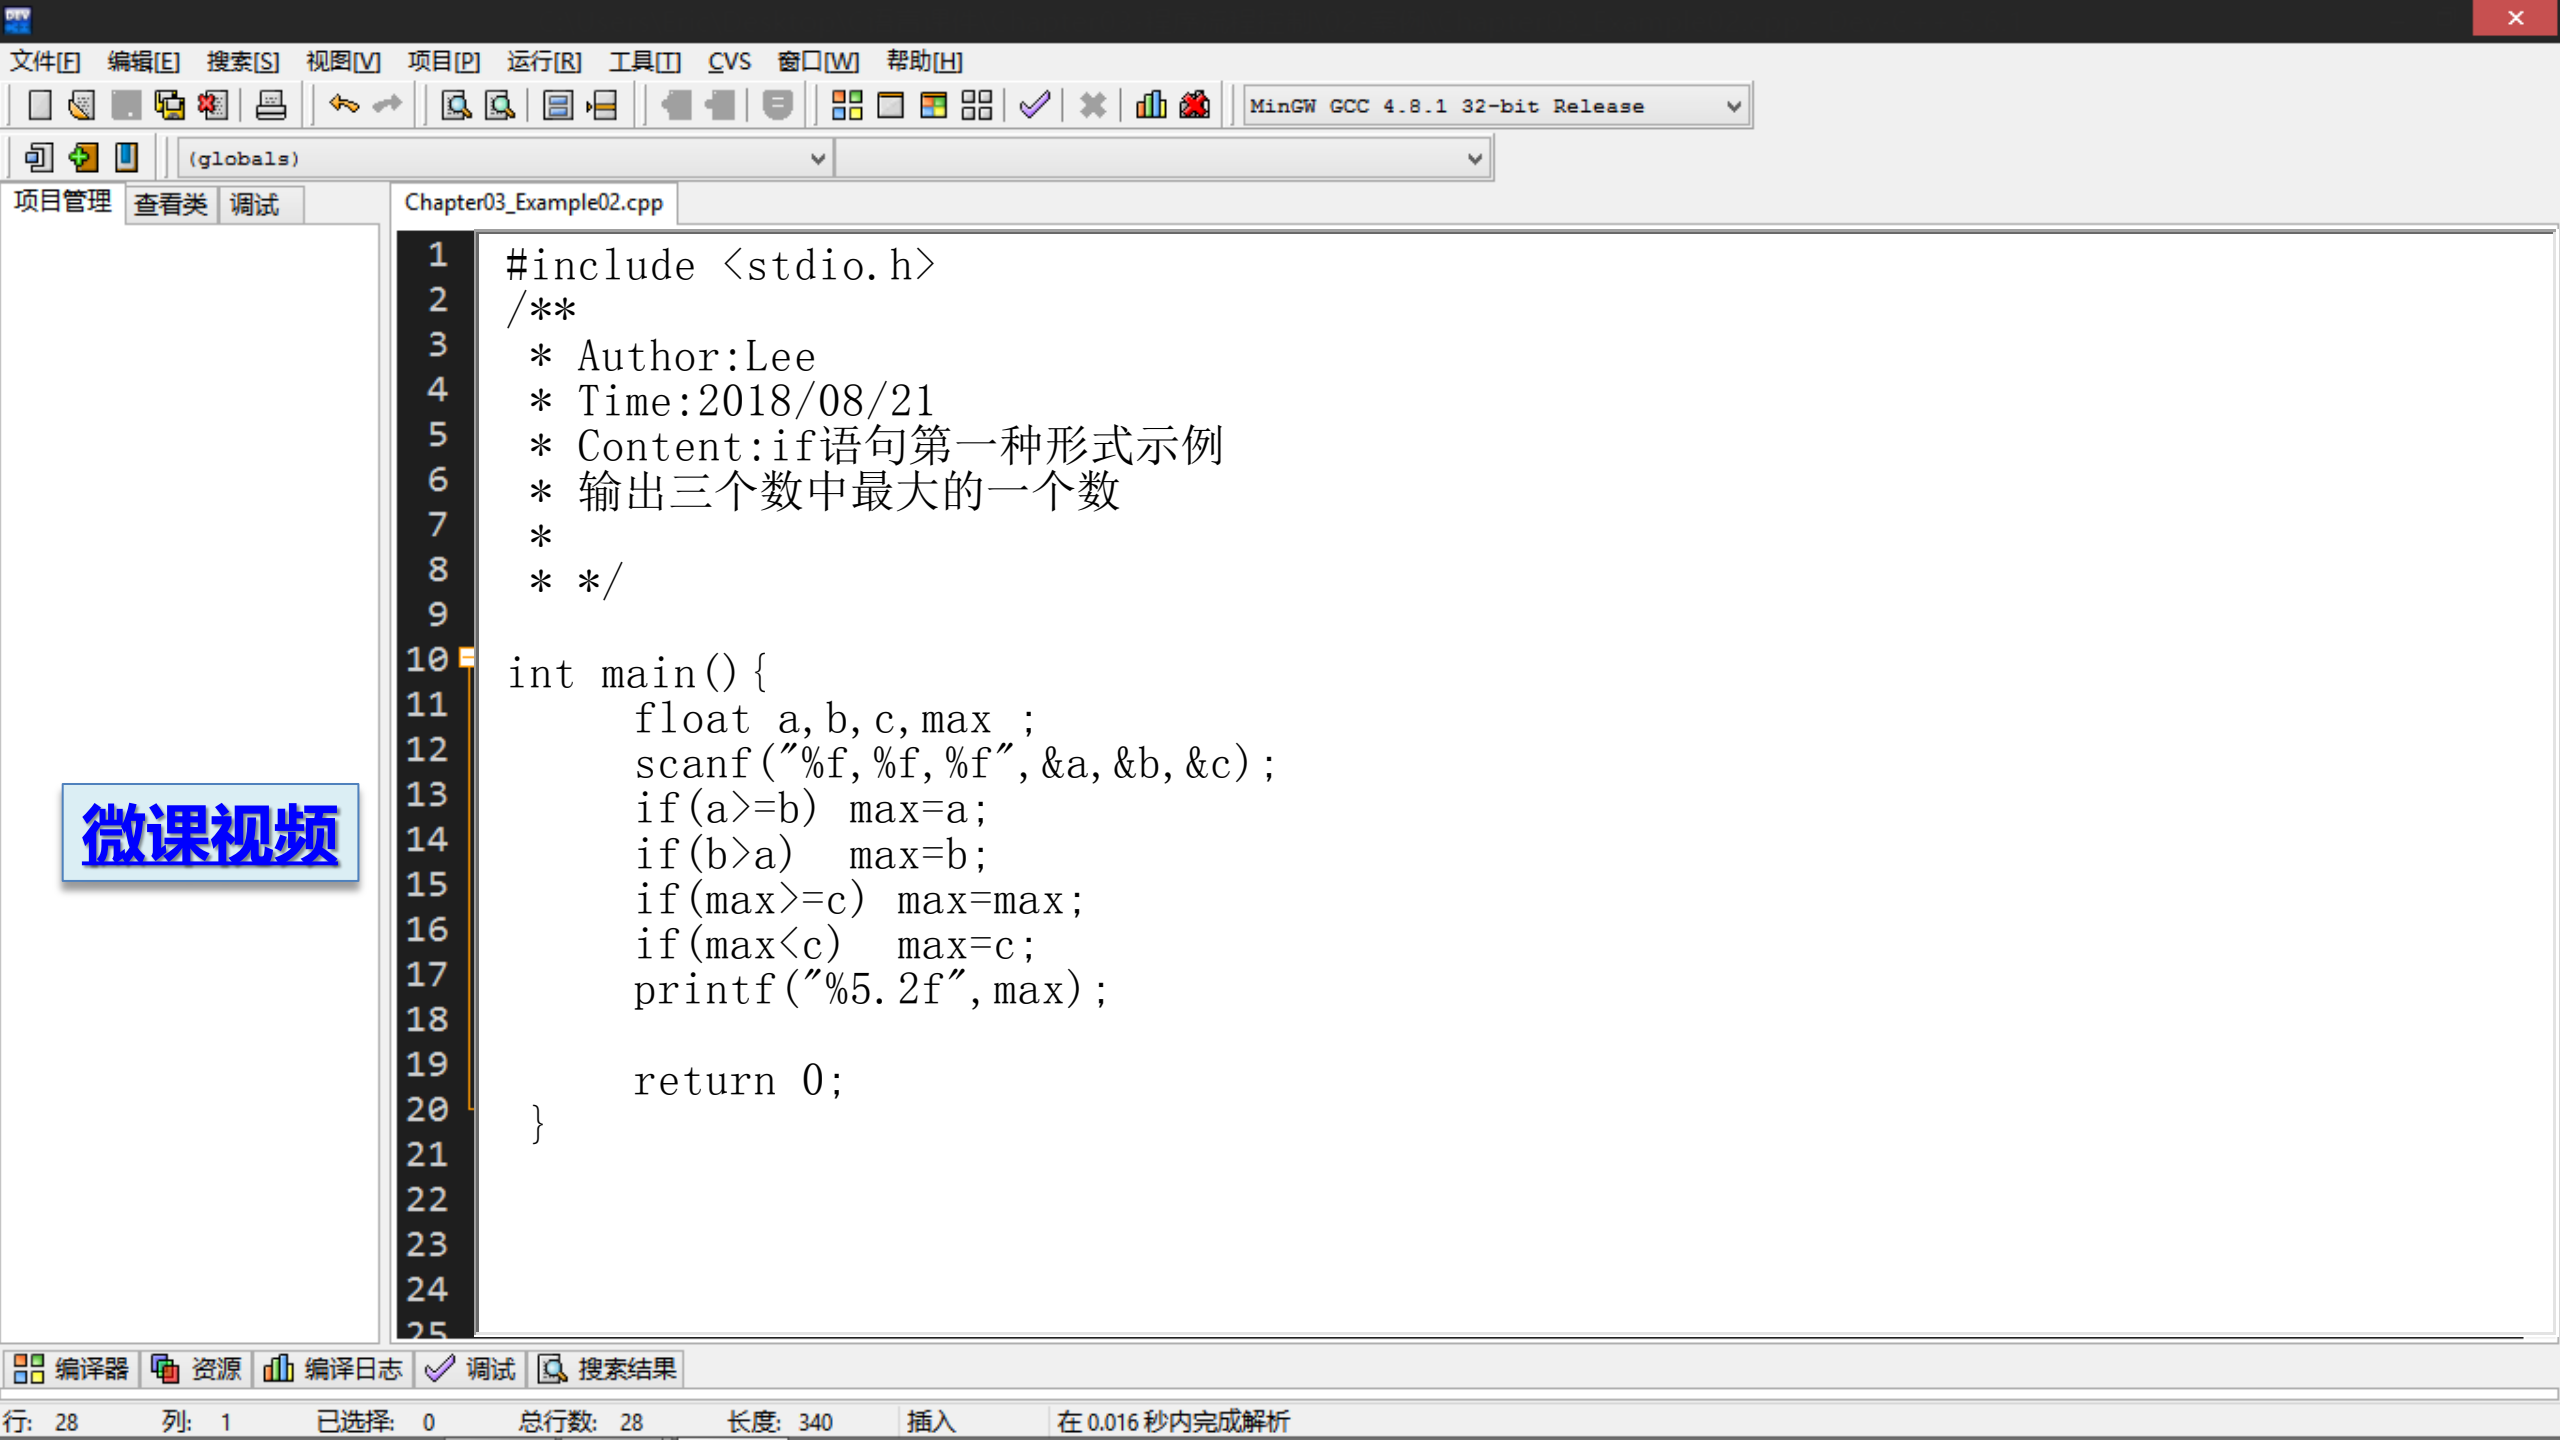 DEV
文件[F] 编辑[E] 搜索[S] 视图[V] 项目[P] 运行[R] 工具[T] CVS 窗口[W] 帮助[H]
MinGW GCC 4.8.1 32-bit Release
(globals)
项目管理 查看类 调试
Chapter03_Example02.cpp
1 #include <stdio.h>
2 /**
3 * Author:Lee
4 * Time:2018/08/21
5 * Content:if语句第一种形式示例
6 * 输出三个数中最大的一个数
7 *
8 * */
9
10 int main(){
11 float a,b,c,max ;
12 scanf("%f,%f,%f",&a,&b,&c);
13 if(a>=b) max=a;
14 if(b>a)  max=b;
15 if(max>=c) max=max;
16 if(max<c)  max=c;
17 printf("%5.2f",max);
18
19 return 0;
20 }
21
22
23
24
25
微课视频
编译器 资源 编译日志 调试 搜索结果
行: 28 列: 1 已选择: 0 总行数: 28 长度: 340 插入 在 0.016 秒内完成解析